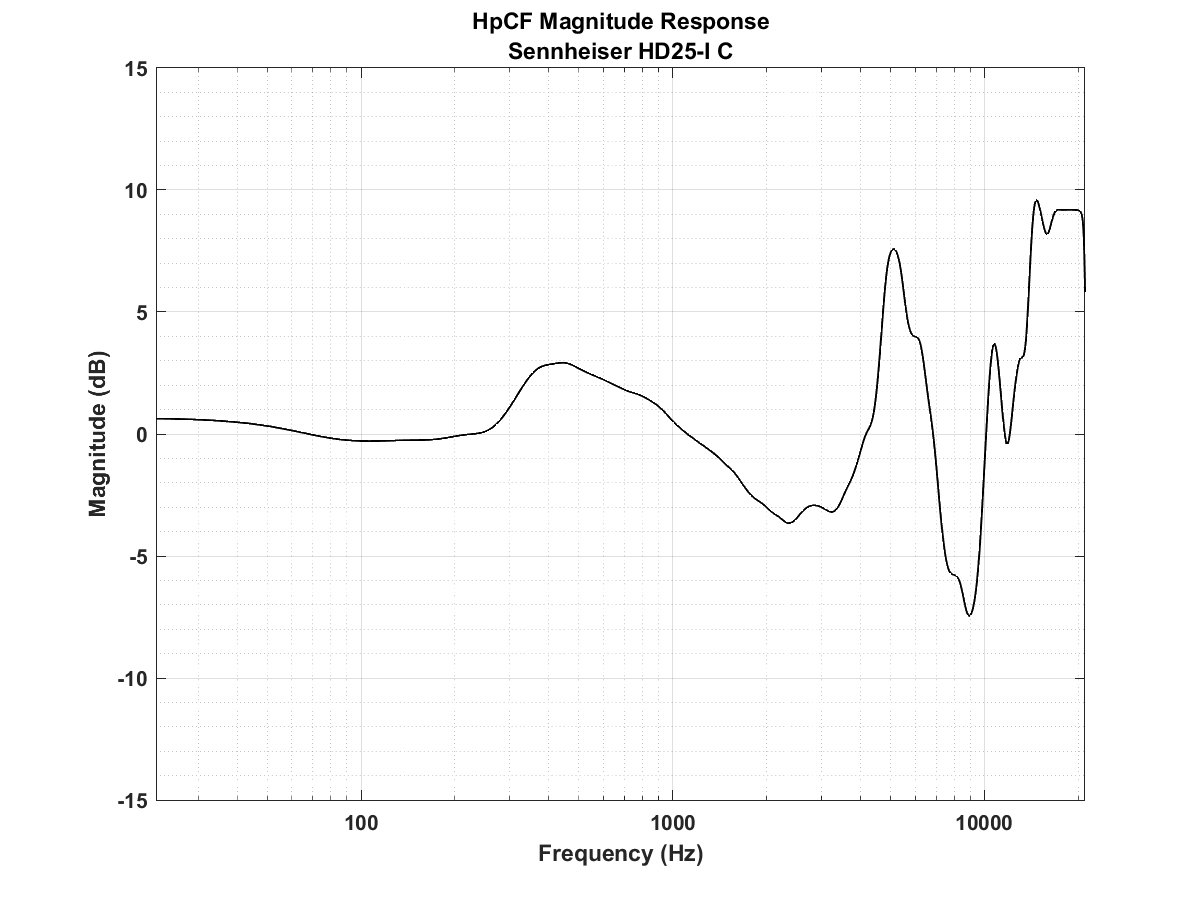 HpCF Magnitude Response
Sennheiser HD25-I C
15
10
5
0
-5
-10
-15
Magnitude (dB)
100 1000 10000
Frequency (Hz)